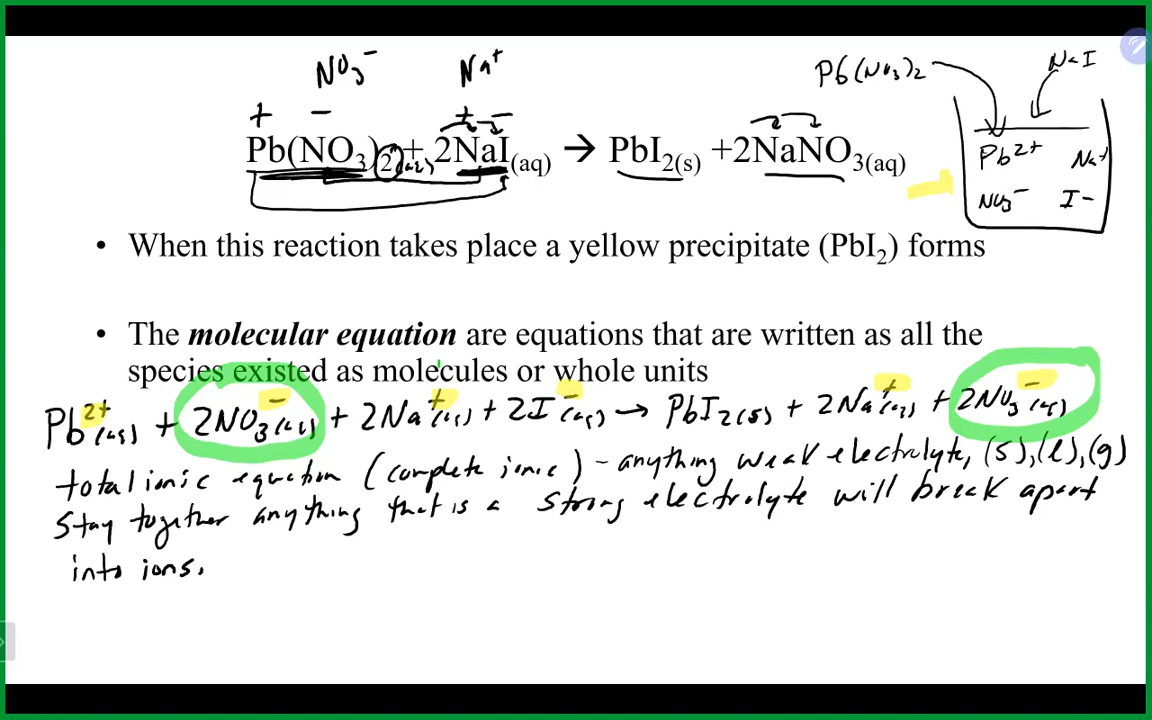 NO3⁻ Na⁺
Pb(NO3)2 NaI
+ − + −
Pb(NO3)2(aq) + 2NaI(aq) → PbI2(s) +2NaNO3(aq)
Pb²⁺ Na⁺
NO3⁻ I⁻
• When this reaction takes place a yellow precipitate (PbI2) forms
• The molecular equation are equations that are written as all the
species existed as molecules or whole units
Pb²⁺(aq) + 2NO3⁻(aq) + 2Na⁺(aq) + 2I⁻(aq) → PbI2(s) + 2Na⁺(aq) + 2NO3⁻(aq)
total ionic equation (complete ionic) - anything weak electrolyte, (s),(l),(g)
stay together anything that is a strong electrolyte will break apart
into ions.